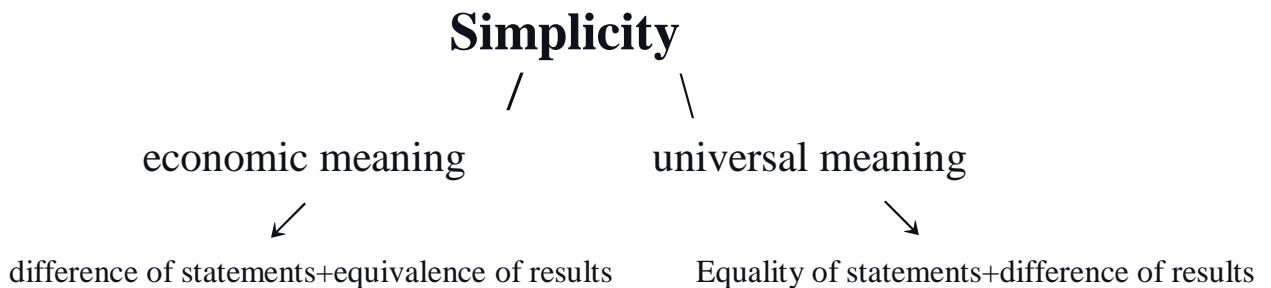 Simplicity
economic meaning universal meaning
difference of statements+equivalence of results Equality of statements+difference of results